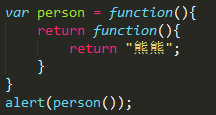 var person = function(){
    return function(){
        return "熊熊";
    }
}
alert(person());